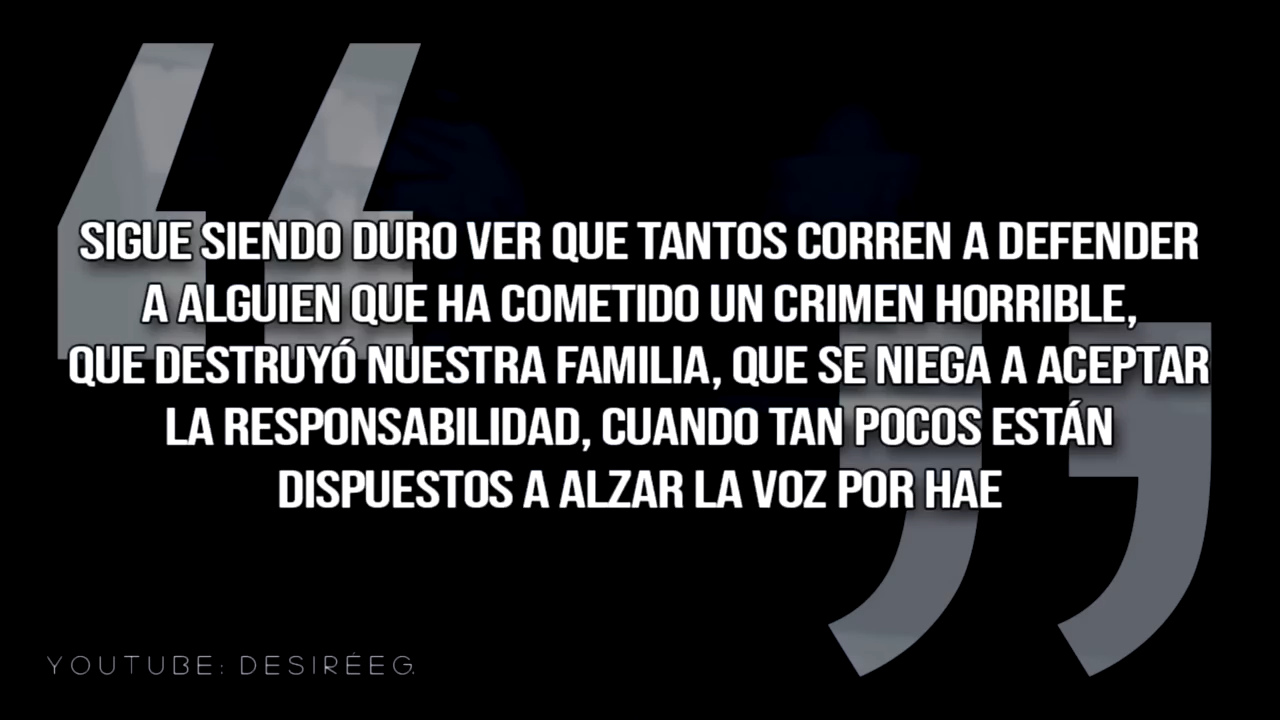 SIGUE SIENDO DURO VER QUE TANTOS CORREN A DEFENDER
A ALGUIEN QUE HA COMETIDO UN CRIMEN HORRIBLE,
QUE DESTRUYÓ NUESTRA FAMILIA, QUE SE NIEGA A ACEPTAR
LA RESPONSABILIDAD, CUANDO TAN POCOS ESTÁN
DISPUESTOS A ALZAR LA VOZ POR HAE
YOUTUBE: DESIRÉEG.